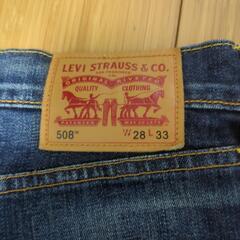 LEVI STRAUSS & CO.
ORIGINAL RIVETED
QUALITY CLOTHING
508™ W 28 L 33